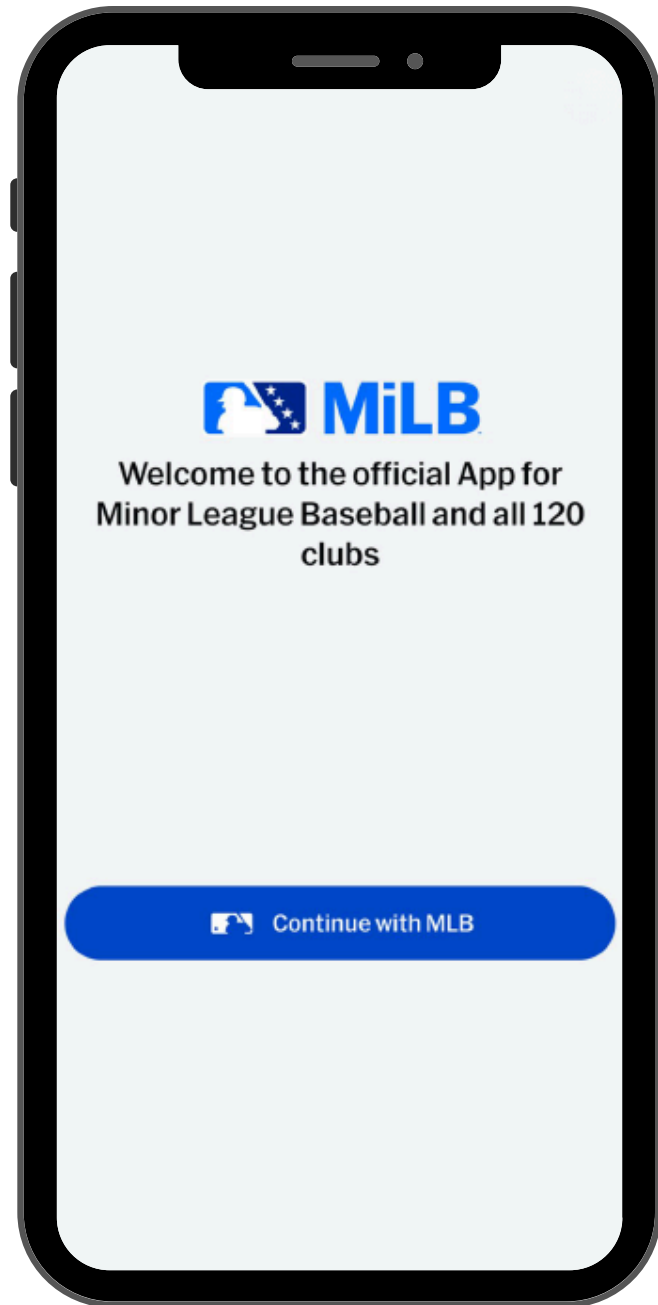 MiLB
Welcome to the official App for
Minor League Baseball and all 120
clubs
Continue with MLB